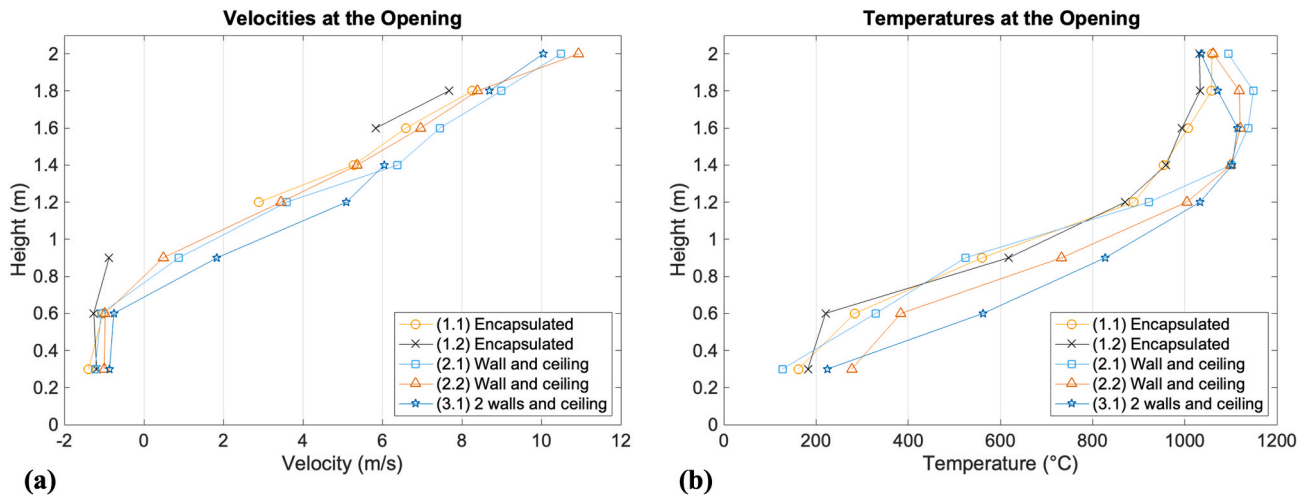 Velocities at the Opening
2
1.8
1.6
1.4
1.2
1
0.8
0.6
0.4
0.2
0
Height (m)
-2 0 2 4 6 8 10 12
Velocity (m/s)
(1.1) Encapsulated
(1.2) Encapsulated
(2.1) Wall and ceiling
(2.2) Wall and ceiling
(3.1) 2 walls and ceiling
(a)
Temperatures at the Opening
2
1.8
1.6
1.4
1.2
1
0.8
0.6
0.4
0.2
0
Height (m)
0 200 400 600 800 1000 1200
Temperature (°C)
(1.1) Encapsulated
(1.2) Encapsulated
(2.1) Wall and ceiling
(2.2) Wall and ceiling
(3.1) 2 walls and ceiling
(b)